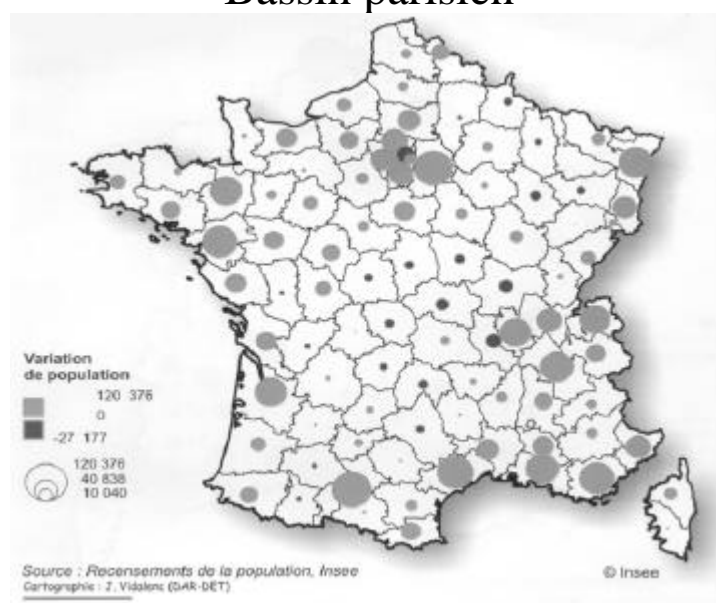 Bassin parisien
Variation
de population
120 376
0
-27 177
120 376
40 838
10 040
Source : Recensements de la population, Insee
Cartographie : J. Vidalenc (DAR-DET)
© Insee